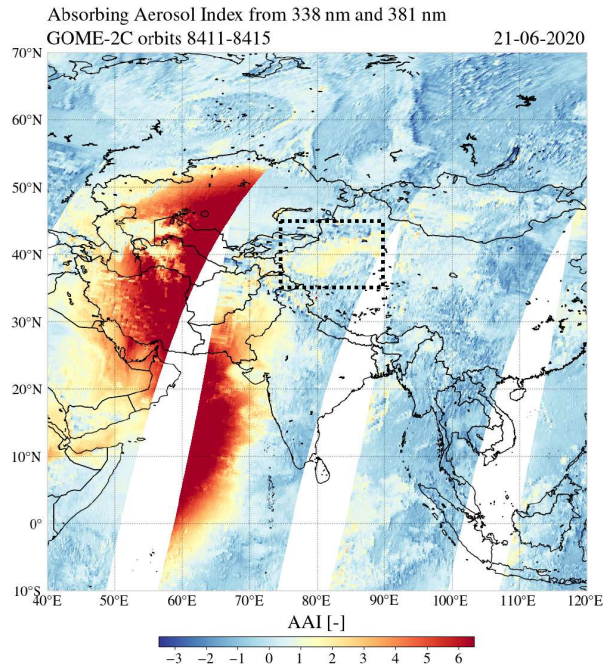 Absorbing Aerosol Index from 338 nm and 381 nm
GOME-2C orbits 8411-8415 21-06-2020
70°N
60°N
50°N
40°N
30°N
20°N
10°N
0°
10°S
40°E 50°E 60°E 70°E 80°E 90°E 100°E 110°E 120°E
AAI [-]
−3 −2 −1 0 1 2 3 4 5 6